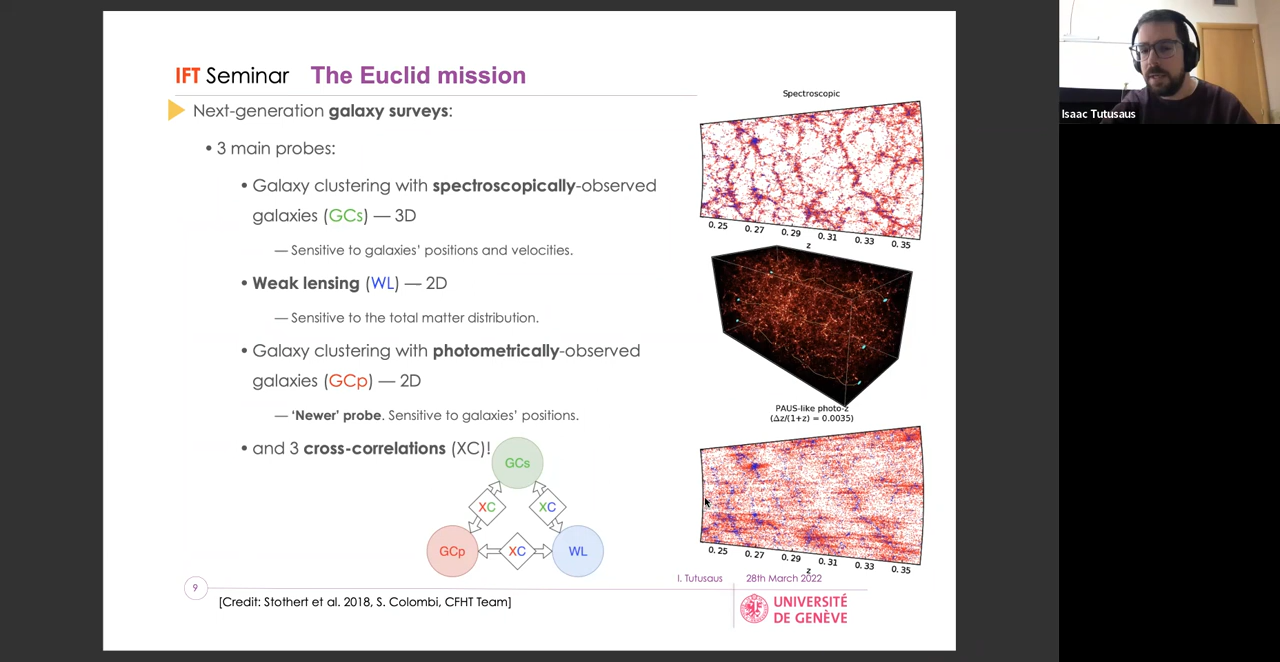 IFT Seminar The Euclid mission
Next-generation galaxy surveys:
• 3 main probes:
• Galaxy clustering with spectroscopically-observed
galaxies (GCs) — 3D
— Sensitive to galaxies' positions and velocities.
• Weak lensing (WL) — 2D
— Sensitive to the total matter distribution.
• Galaxy clustering with photometrically-observed
galaxies (GCp) — 2D
— 'Newer' probe. Sensitive to galaxies' positions.
• and 3 cross-correlations (XC)!
GCs
XC XC
GCp XC WL
Spectroscopic
0.25 0.27 0.29 0.31 0.33 0.35
z
PAUS-like photo-z
(Δz/(1+z) = 0.0035)
0.25 0.27 0.29 0.31 0.33 0.35
z
I. Tutusaus 28th March 2022
9
[Credit: Stothert et al. 2018, S. Colombi, CFHT Team]
UNIVERSITÉ
DE GENÈVE
Isaac Tutusaus